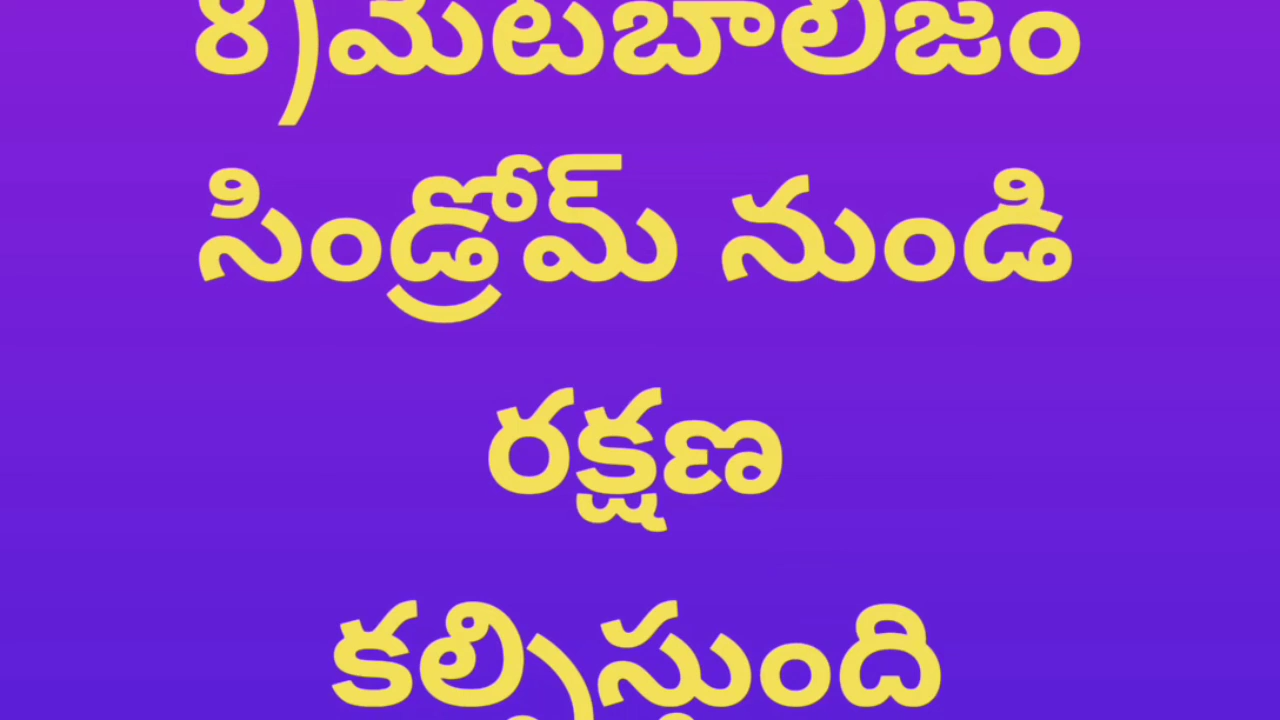 8)మెటబాలిజం
సిండ్రోమ్ నుండి
రక్షణ
కల్పిస్తుంది